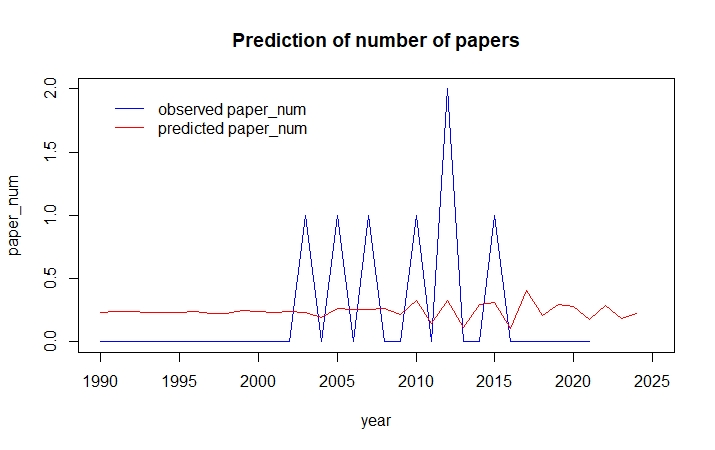 Prediction of number of papers
observed paper_num
predicted paper_num
paper_num
2.0
1.5
1.0
0.5
0.0
1990 1995 2000 2005 2010 2015 2020 2025
year